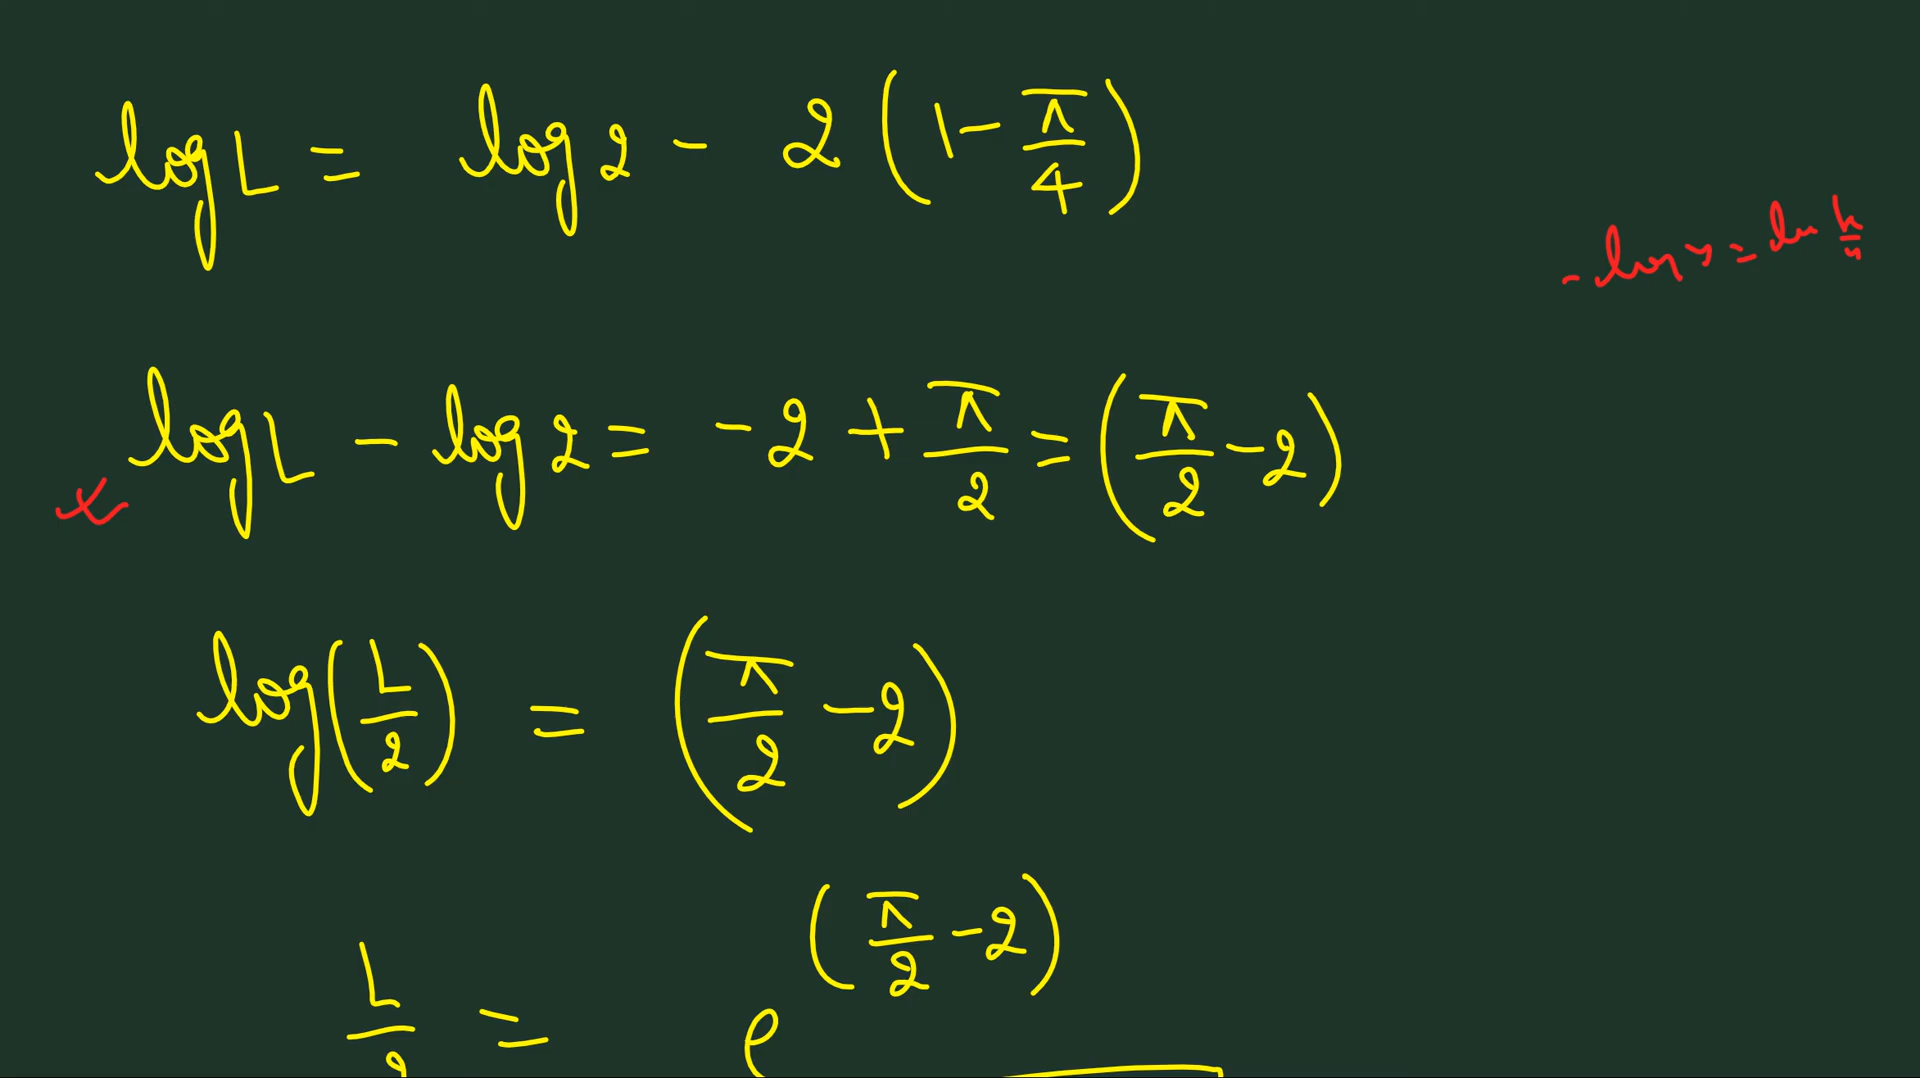 log L = log 2 - 2 (1 - π/4)
log L - log 2 = -2 + π/2 = (π/2 - 2)
log (L/2) = (π/2 - 2)
L/2 = e^(π/2 - 2)